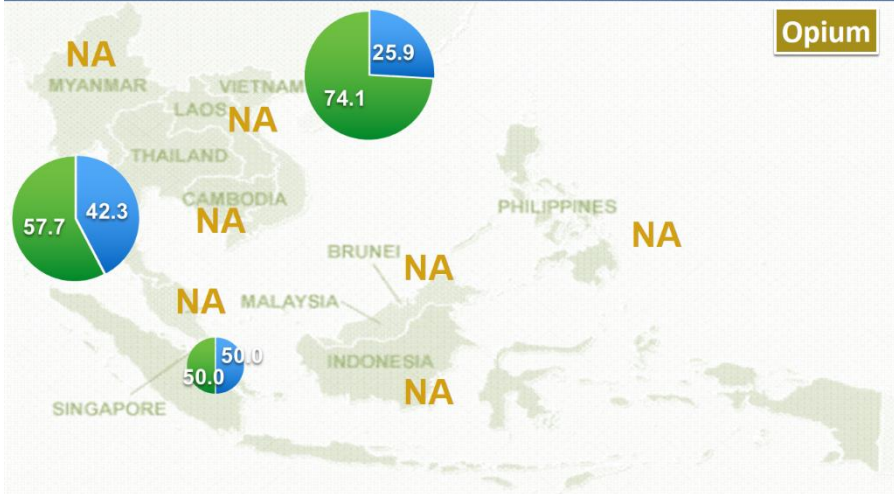 Opium
NA
25.9
74.1
MYANMAR
VIETNAM
LAOS
NA
THAILAND
CAMBODIA
57.7
42.3
NA
PHILIPPINES
NA
BRUNEI
NA
NA
MALAYSIA
50.0
50.0
INDONESIA
NA
SINGAPORE